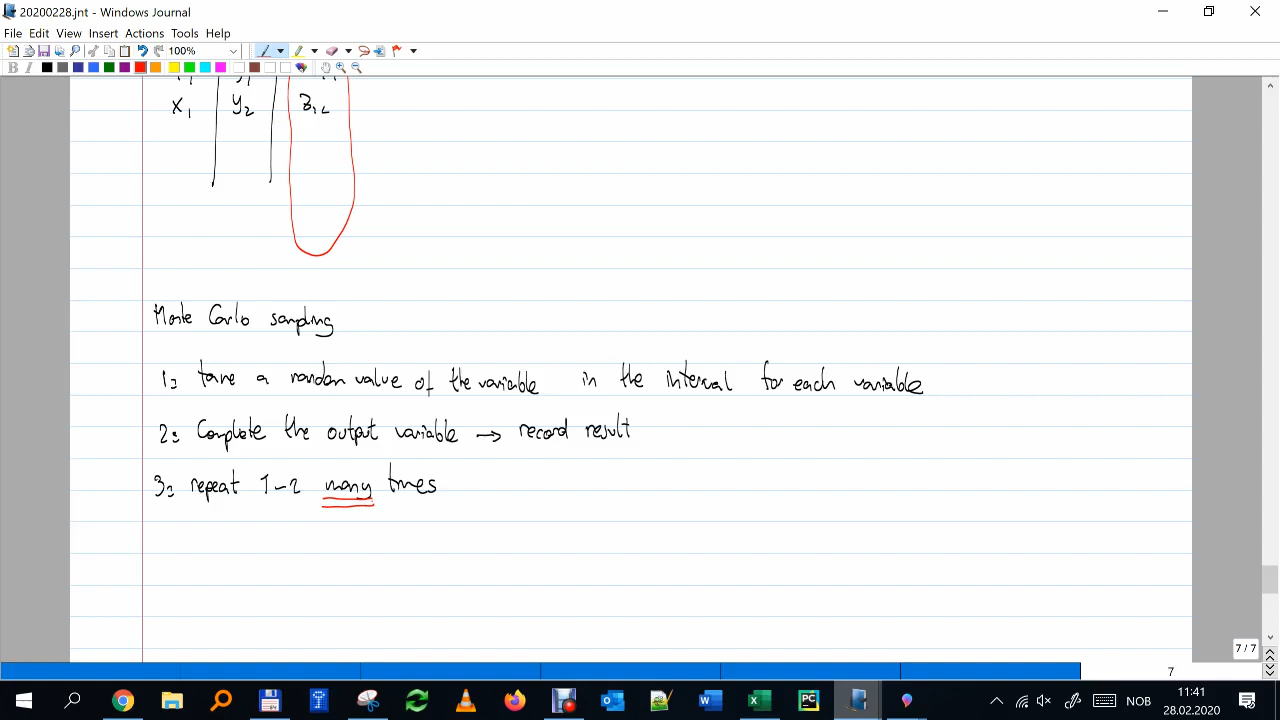 20200228.jnt - Windows Journal
File Edit View Insert Actions Tools Help
100%
B I
x1 y2 z12
Monte Carlo sampling
1: take a random value of the variable in the interval for each variable
2: Complete the output variable → record result
3: repeat 1-2 many times
7 / 7
7
NOB
11:41
28.02.2020